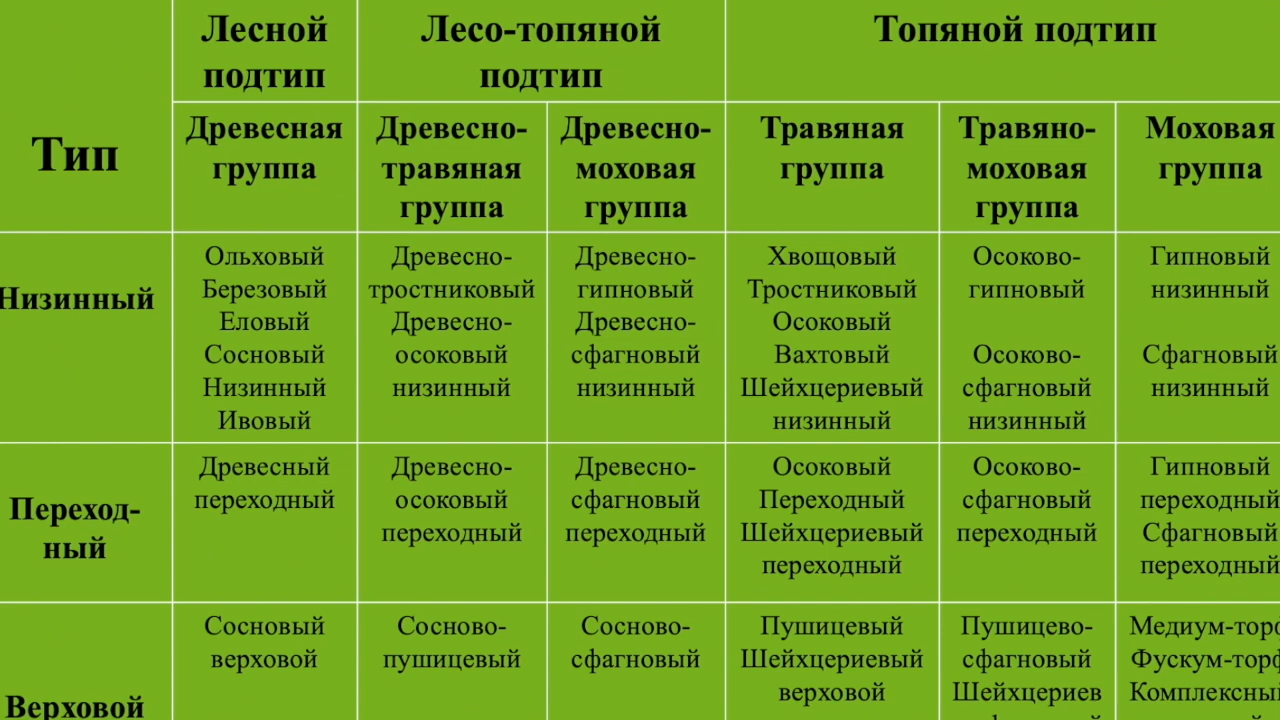 Тип
Лесной
подтип
Лесо-топяной
подтип
Топяной подтип
Древесная
группа
Древесно-
травяная
группа
Древесно-
моховая
группа
Травяная
группа
Травяно-
моховая
группа
Моховая
группа
Низинный
Ольховый
Березовый
Еловый
Сосновый
Низинный
Ивовый
Древесно-
тростниковый
Древесно-
осоковый
низинный
Древесно-
гипновый
Древесно-
сфагновый
низинный
Хвощовый
Тростниковый
Осоковый
Вахтовый
Шейхцериевый
низинный
Осоково-
гипновый
Осоково-
сфагновый
низинный
Гипновый
низинный
Сфагновый
низинный
Переход-
ный
Древесный
переходный
Древесно-
осоковый
переходный
Древесно-
сфагновый
переходный
Осоковый
Переходный
Шейхцериевый
переходный
Осоково-
сфагновый
переходный
Гипновый
переходный
Сфагновый
переходный
Верховой
Сосновый
верховой
Сосново-
пушицевый
Сосново-
сфагновый
Пушицевый
Шейхцериевый
верховой
Пушицево-
сфагновый
Шейхцериев
Медиум-торф
Фускум-торф
Комплексный